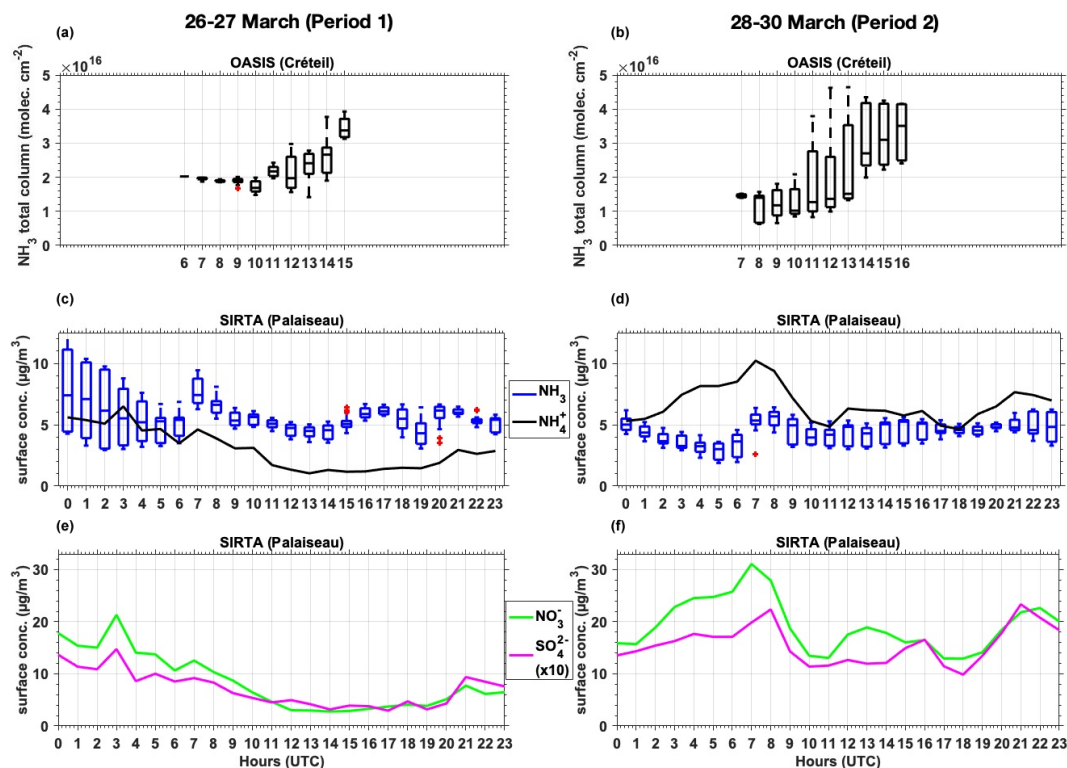 26-27 March (Period 1)
28-30 March (Period 2)
(a)
OASIS (Créteil)
×10^16
NH3 total column (molec. cm-2)
5
4
3
2
1
0
6 7 8 9 10 11 12 13 14 15
(b)
OASIS (Créteil)
×10^16
NH3 total column (molec. cm-2)
5
4
3
2
1
0
7 8 9 10 11 12 13 14 15 16
(c)
SIRTA (Palaiseau)
surface conc. (µg/m3)
10
5
0
0 1 2 3 4 5 6 7 8 9 10 11 12 13 14 15 16 17 18 19 20 21 22 23
NH3
NH4+
(d)
SIRTA (Palaiseau)
surface conc. (µg/m3)
10
5
0
0 1 2 3 4 5 6 7 8 9 10 11 12 13 14 15 16 17 18 19 20 21 22 23
(e)
SIRTA (Palaiseau)
surface conc. (µg/m3)
30
20
10
0
0 1 2 3 4 5 6 7 8 9 10 11 12 13 14 15 16 17 18 19 20 21 22 23
Hours (UTC)
NO3-
SO42-
(x10)
(f)
SIRTA (Palaiseau)
surface conc. (µg/m3)
30
20
10
0
0 1 2 3 4 5 6 7 8 9 10 11 12 13 14 15 16 17 18 19 20 21 22 23
Hours (UTC)